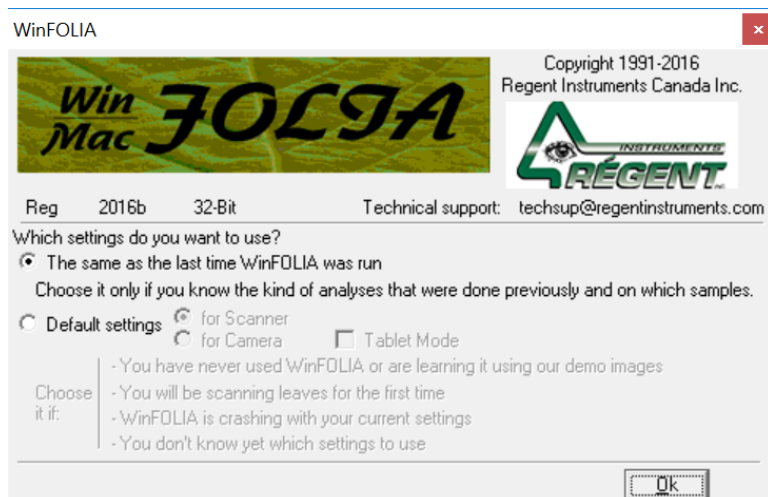 WinFOLIA
Copyright 1991-2016
Regent Instruments Canada Inc.
Win
Mac FOLIA
INSTRUMENTS
RÉGENT INC.
Reg 2016b 32-Bit Technical support: techsup@regentinstruments.com
Which settings do you want to use?
The same as the last time WinFOLIA was run
Choose it only if you know the kind of analyses that were done previously and on which samples.
Default settings for Scanner
for Camera Tablet Mode
- You have never used WinFOLIA or are learning it using our demo images
Choose - You will be scanning leaves for the first time
it if: - WinFOLIA is crashing with your current settings
- You don't know yet which settings to use
Ok